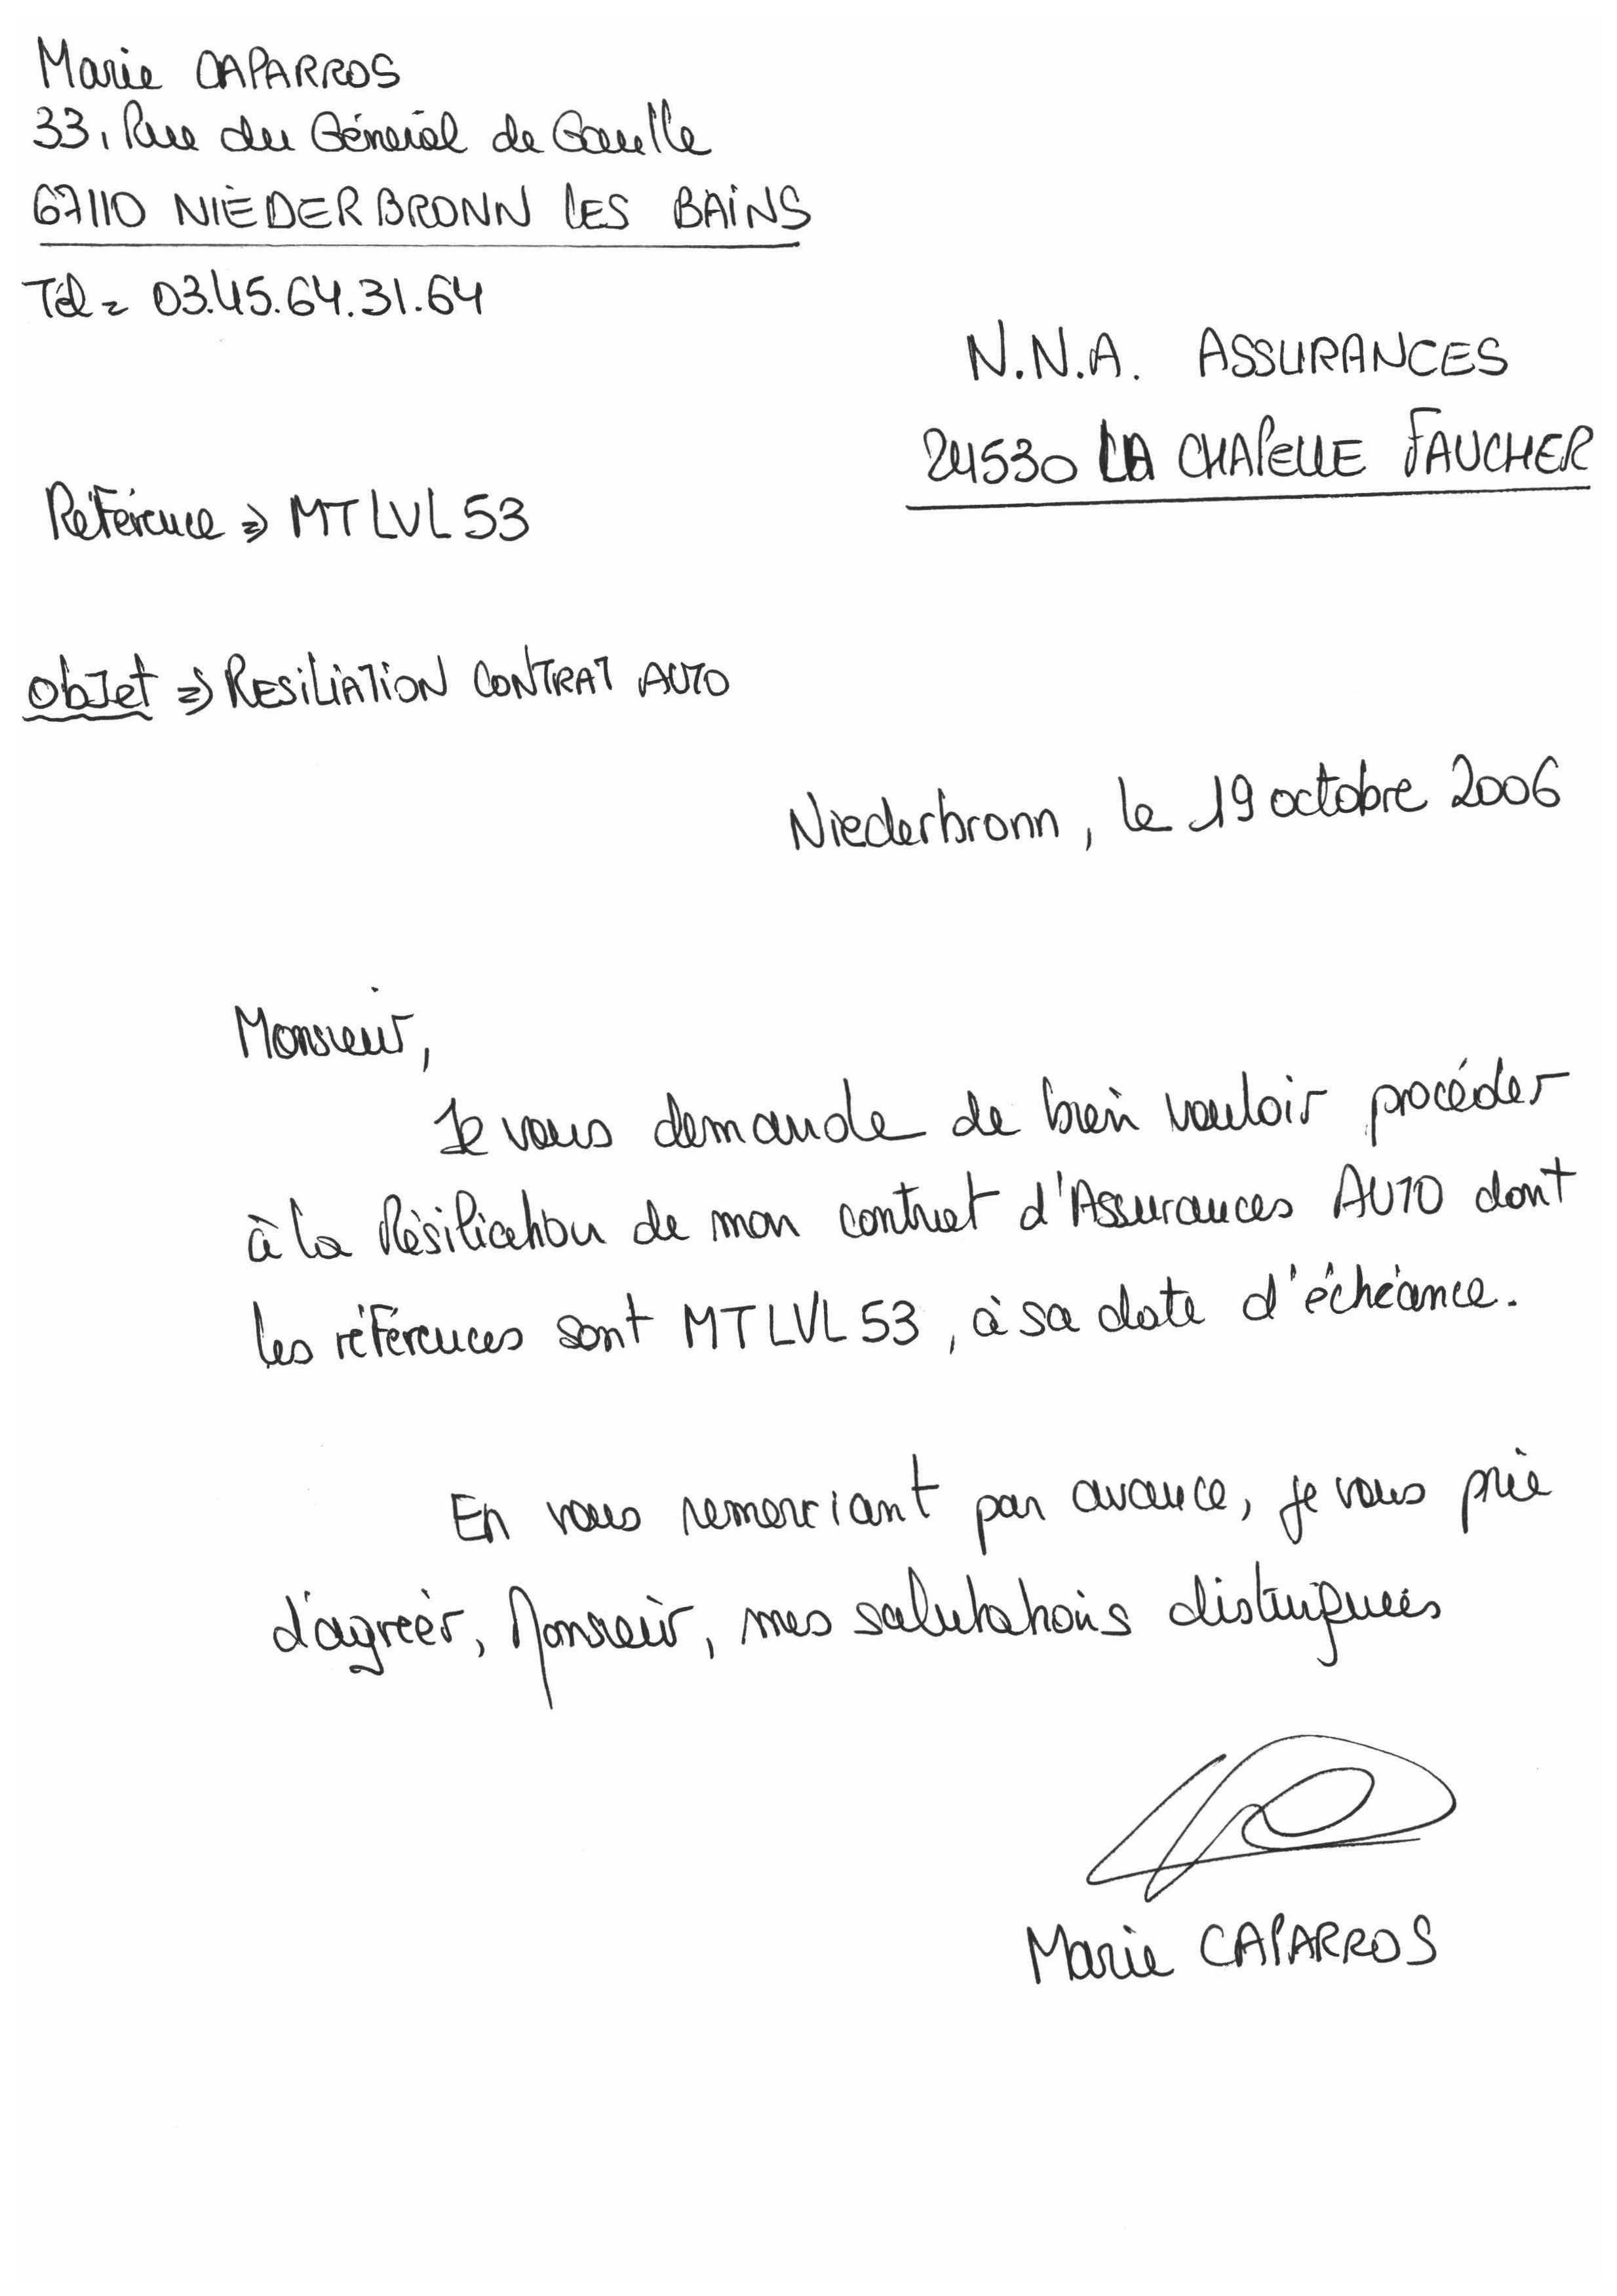 Marie CAPARROS
33, Rue du Général de Gaulle
67110 NIEDERBRONN LES BAINS
Tél = 03.45.64.31.64
N.N.A. ASSURANCES
24530 LA CHAPELLE FAUCHER
Référence => MTLVL53
Objet => RESILIATION CONTRAT AUTO
Niederbronn, le 19 octobre 2006
Monsieur,
Je vous demande de bien vouloir procéder
à la Résiliation de mon contrat d'Assurances AUTO dont
les références sont MTLVL53, à sa date d'échéance.
En vous remerciant par avance, je vous prie
d'agréer, Monsieur, mes salutations distinguées
Marie CAPARROS